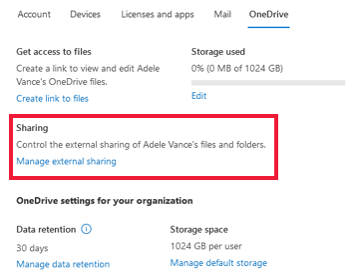 Account Devices Licenses and apps Mail OneDrive
Get access to files
Create a link to view and edit Adele
Vance's OneDrive files.
Create link to files
Storage used
0% (0 MB of 1024 GB)
Edit
Sharing
Control the external sharing of Adele Vance's files and folders.
Manage external sharing
OneDrive settings for your organization
Data retention
30 days
Manage data retention
Storage space
1024 GB per user
Manage default storage